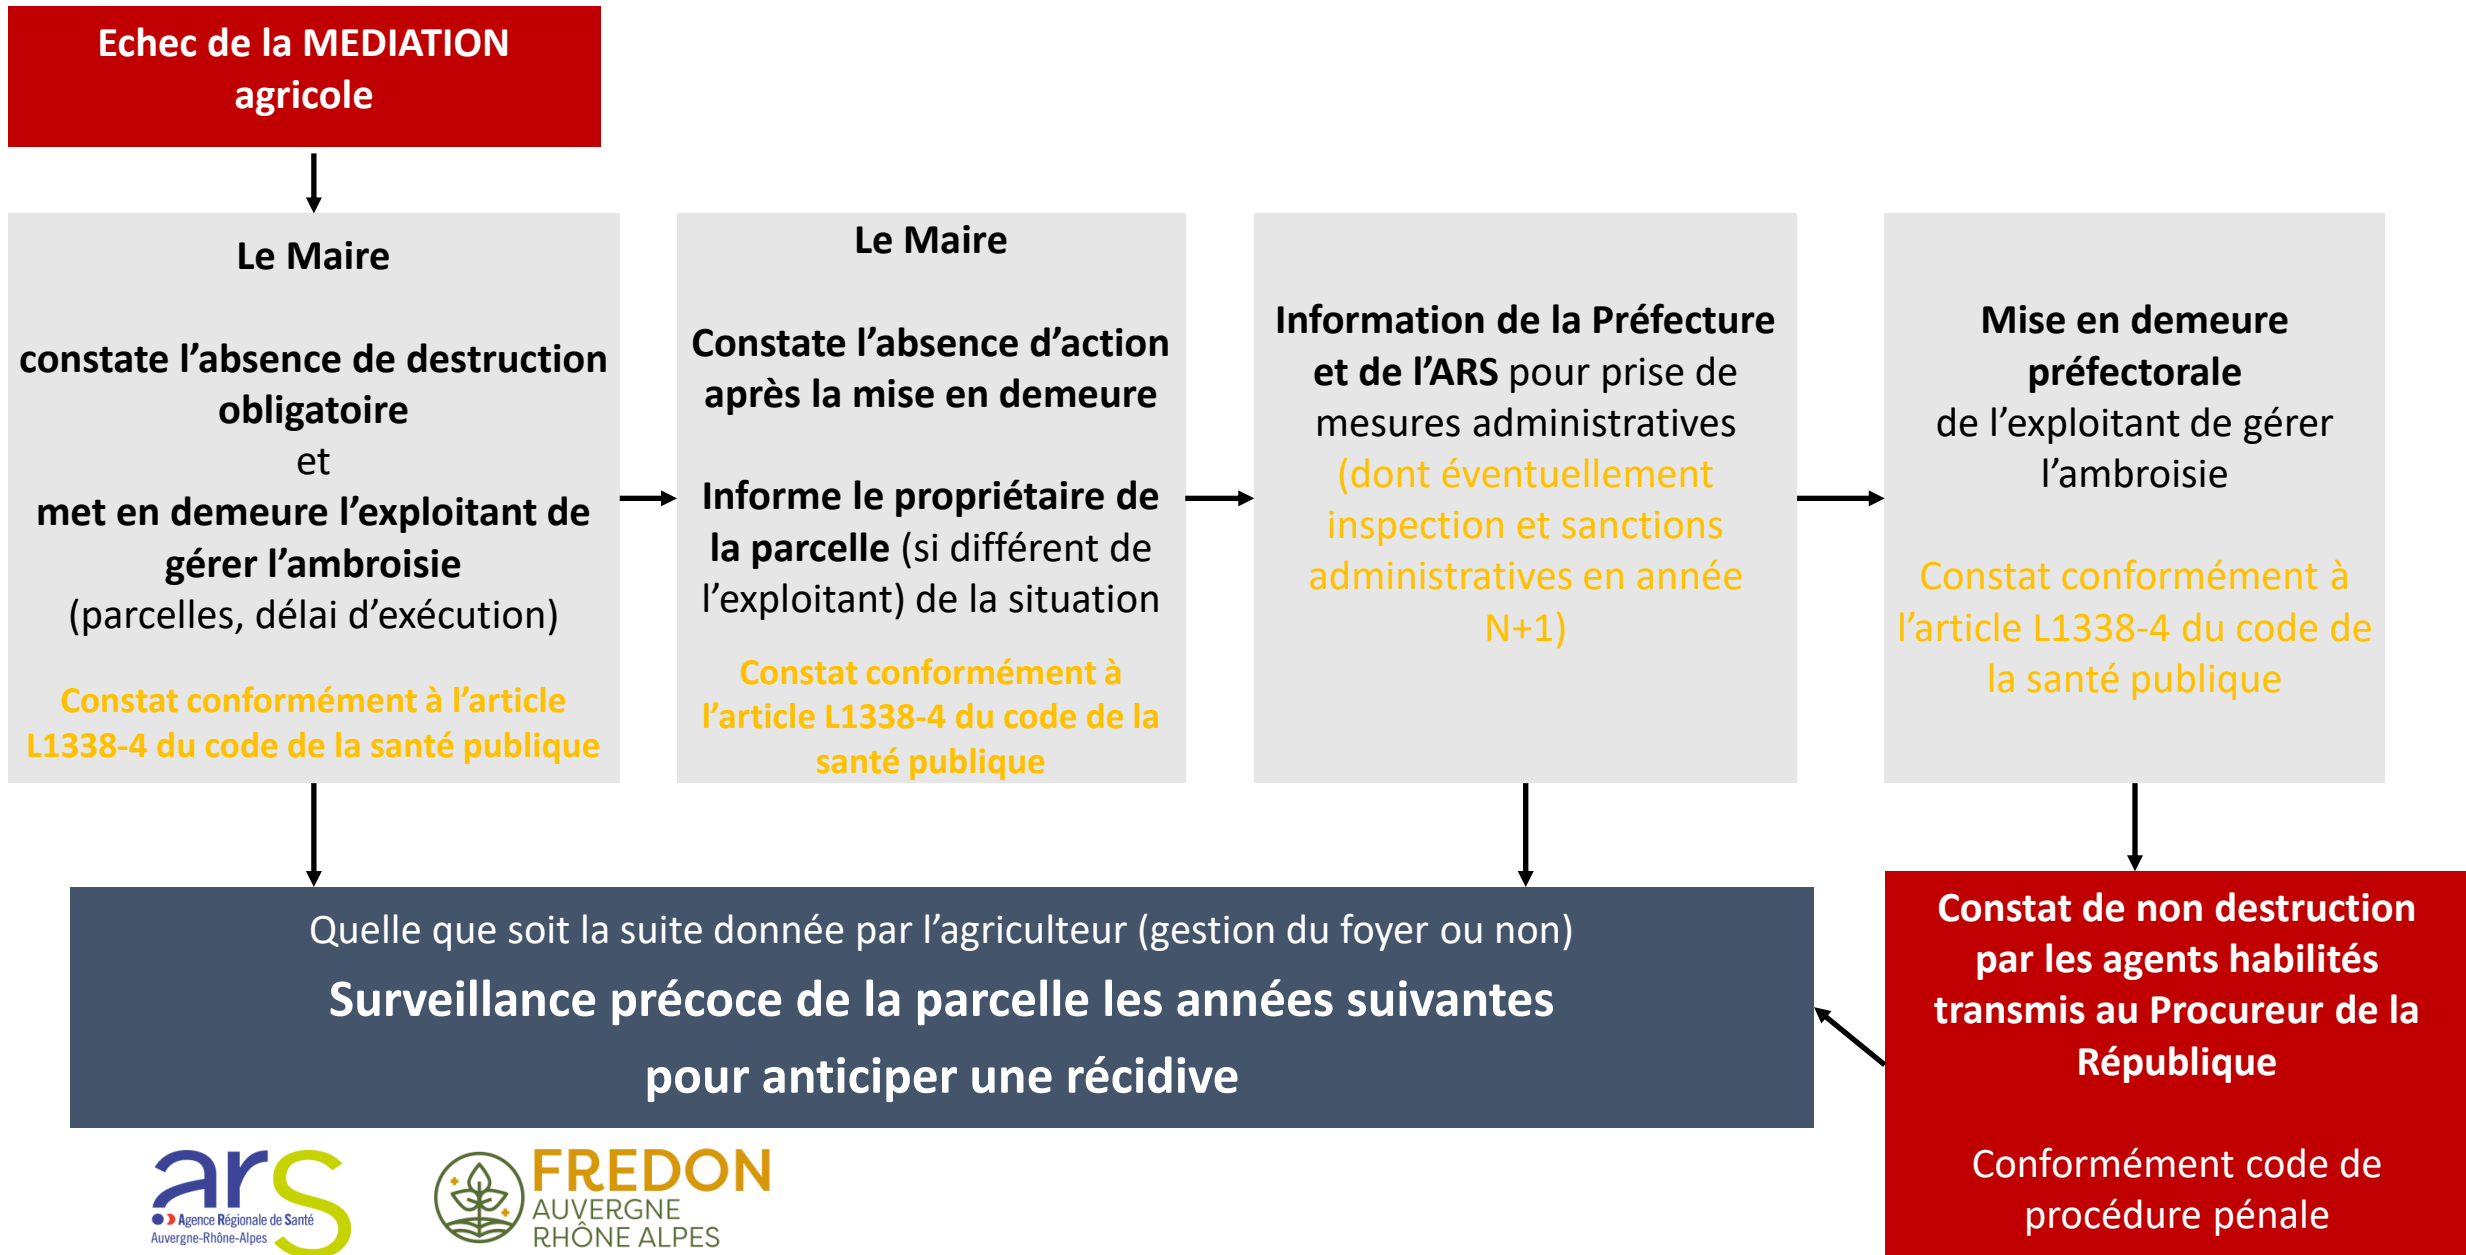 Echec de la MEDIATION
agricole
Le Maire
constate l’absence de destruction
obligatoire
et
met en demeure l’exploitant de
gérer l’ambroisie
(parcelles, délai d’exécution)
Constat conformément à l’article
L1338-4 du code de la santé publique
Le Maire
Constate l’absence d’action
après la mise en demeure
Informe le propriétaire de
la parcelle (si différent de
l’exploitant) de la situation
Constat conformément à
l’article L1338-4 du code de la
santé publique
Information de la Préfecture
et de l’ARS pour prise de
mesures administratives
(dont éventuellement
inspection et sanctions
administratives en année
N+1)
Mise en demeure
préfectorale
de l’exploitant de gérer
l’ambroisie
Constat conformément à
l’article L1338-4 du code de
la santé publique
Quelle que soit la suite donnée par l’agriculteur (gestion du foyer ou non)
Surveillance précoce de la parcelle les années suivantes
pour anticiper une récidive
Constat de non destruction
par les agents habilités
transmis au Procureur de la
République
Conformément code de
procédure pénale
ars
Agence Régionale de Santé
Auvergne-Rhône-Alpes
FREDON
AUVERGNE
RHÔNE ALPES